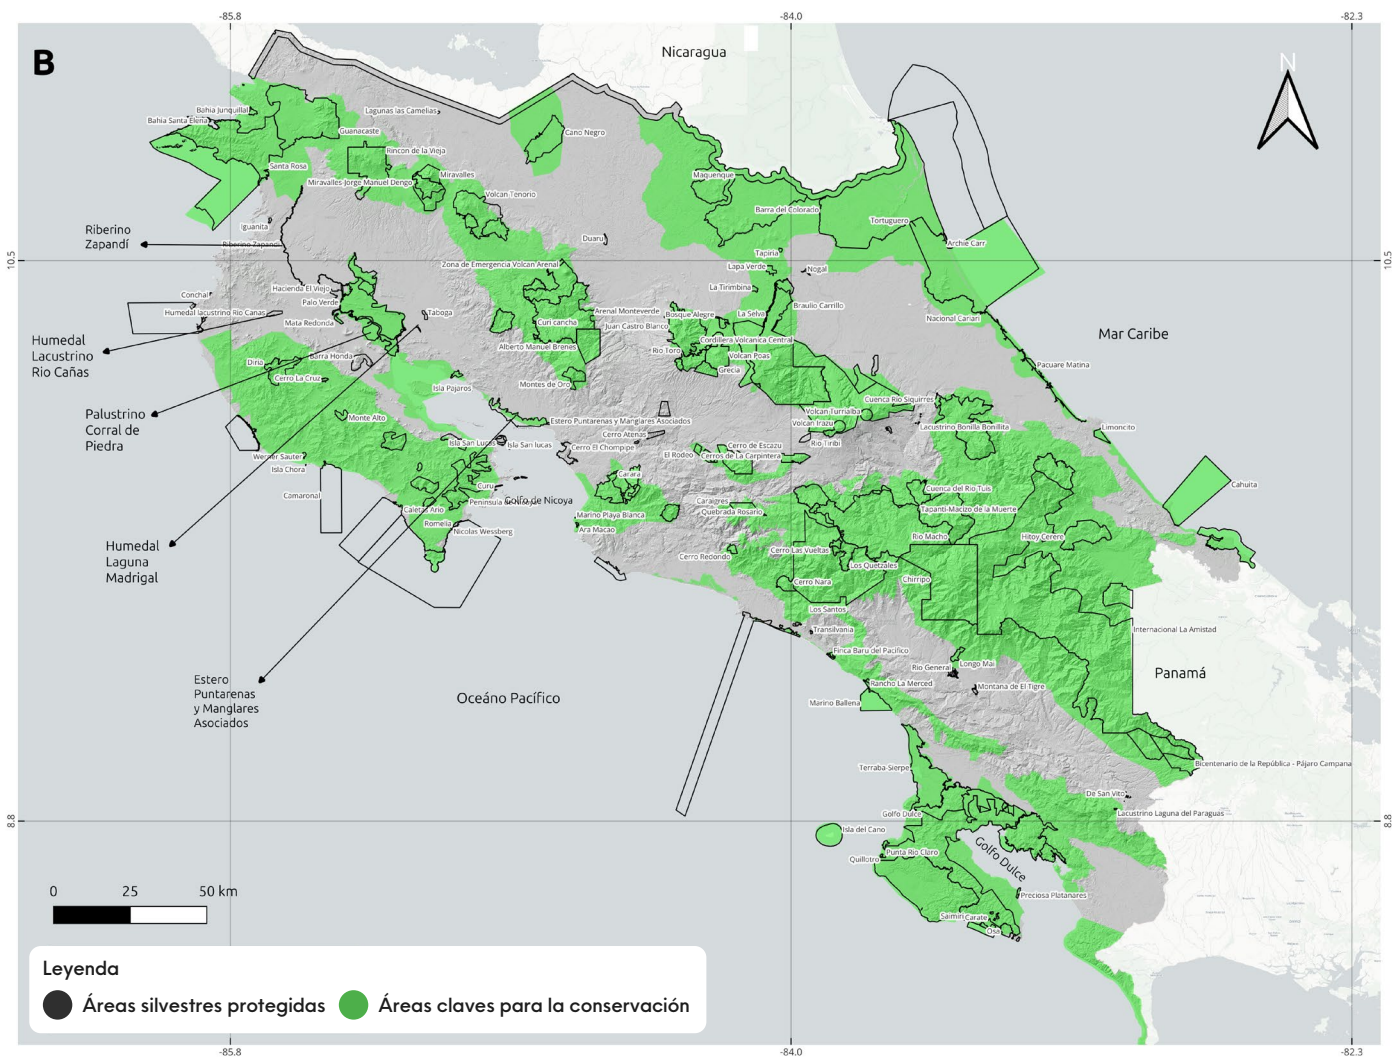 -85.8
-84.0
-82.3
B
N
Nicaragua
Bahia Junquillal
Bahia Santa Elena
Lagunas las Camelias
Guanacaste
Cano Negro
Rincon de la Vieja
Santa Rosa
Miravalles-Jorge Manuel Dengo
Miravalles
Volcan Tenorio
Maquenque
Barra del Colorado
Tortuguero
Archie Carr
Riberino
Zapandí
Iguanita
Riberino Zapandi
Duaru
Tapiria
10.5
10.5
Zona de Emergencia Volcan Arenal
Lapa Verde
Nogal
Hacienda El Viejo
La Tirimbina
Conchal
Palo Verde
Humedal lacustrino Rio Canas
Taboga
Mata Redonda
Arenal Monteverde
Bosque Alegre
La Selva
Braulio Carrillo
Curi cancha
Juan Castro Blanco
Nacional Cariari
Mar Caribe
Humedal
Lacustrino
Rio Cañas
Alberto Manuel Brenes
Rio Toro
Cordillera Volcanica Central
Volcan Poas
Grecia
Diria
Barra Honda
Cerro La Cruz
Isla Pajaros
Montes de Oro
Pacuare Matina
Palustrino
Corral de
Piedra
Monte Alto
Estero Puntarenas y Manglares Asociados
Cuenca Rio Siquirres
Volcan Turrialba
Volcan Irazu
Lacustrino Bonilla Bonillita
Limoncito
Werner Sauter
Isla Chora
Isla San Lucas
Isla San lucas
Cerro Atenas
Cerro El Chompipe
El Rodeo
Cerro de Escazu
Cerros de La Carpintera
Rio Tiribi
Camaronal
Curu
Golfo de Nicoya
Carara
Caraigres
Quebrada Rosario
Cuenca del Rio Tuis
Cahuita
Caletas Ario
Romelia
Nicolas Wessberg
Marino Playa Blanca
Ara Macao
Tapanti-Macizo de la Muerte
Rio Macho
Hitoy Cerere
Humedal
Laguna
Madrigal
Cerro Redondo
Cerro Las Vueltas
Los Quetzales
Cerro Nara
Chirripo
Los Santos
Transilvania
Internacional La Amistad
Finca Baru del Pacifico
Rio General
Longo Mai
Panamá
Estero
Puntarenas
y Manglares
Asociados
Oceáno Pacífico
Rancho La Merced
Montana de El Tigre
Marino Ballena
Terraba-Sierpe
Bicentenario de la República - Pájaro Campana
De San Vito
8.8
8.8
Golfo Dulce
Lacustrino Laguna del Paraguas
Isla del Cano
Quillotro
Punta Rio Claro
Golfo Dulce
Preciosa Platanares
Saimiri
Carate
Osa
0 25 50 km
Leyenda
Áreas silvestres protegidas
Áreas claves para la conservación
-85.8
-84.0
-82.3